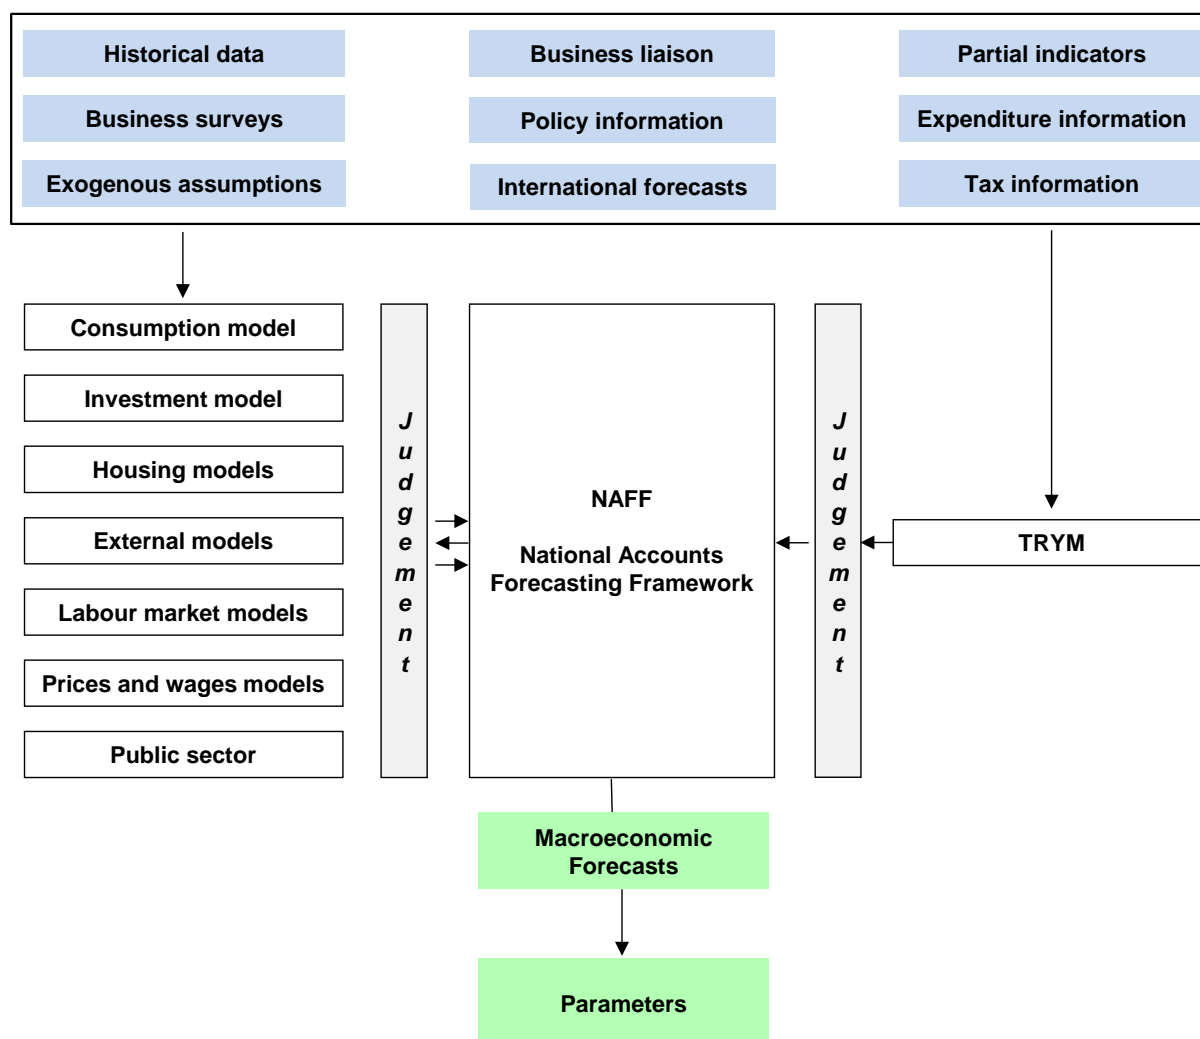 Historical data
Business liaison
Partial indicators
Business surveys
Policy information
Expenditure information
Exogenous assumptions
International forecasts
Tax information
Consumption model
Investment model
Housing models
External models
Labour market models
Prices and wages models
Public sector
Judgement
NAFF
National Accounts
Forecasting Framework
Judgement
TRYM
Macroeconomic
Forecasts
Parameters